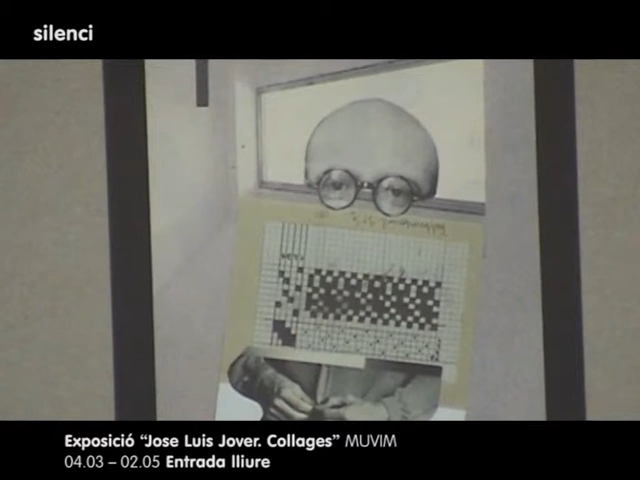 silenci
Exposició “Jose Luis Jover. Collages” MUVIM
04.03 – 02.05 Entrada lliure